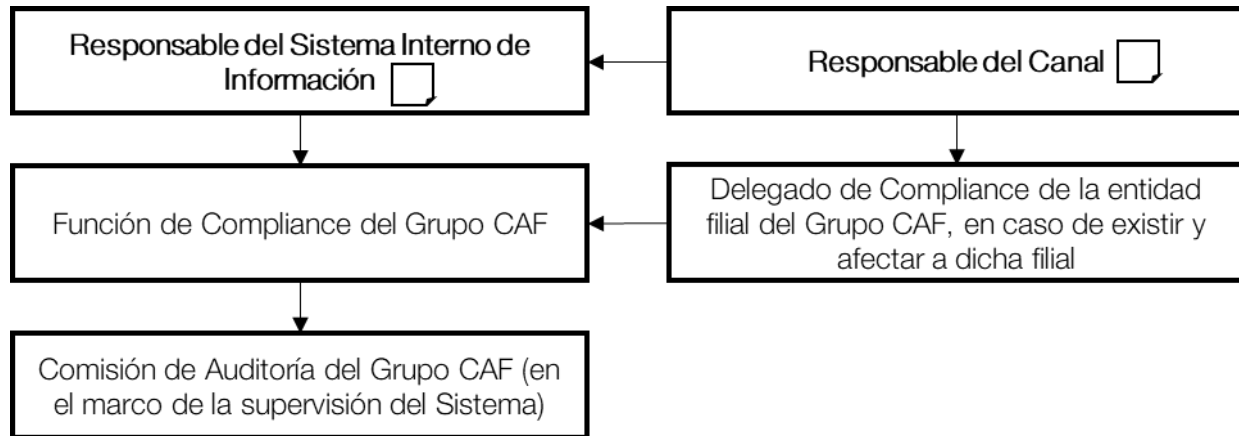 Responsable del Sistema Interno de
Información
Responsable del Canal
Función de Compliance del Grupo CAF
Delegado de Compliance de la entidad
filial del Grupo CAF, en caso de existir y
afectar a dicha filial
Comisión de Auditoría del Grupo CAF (en
el marco de la supervisión del Sistema)